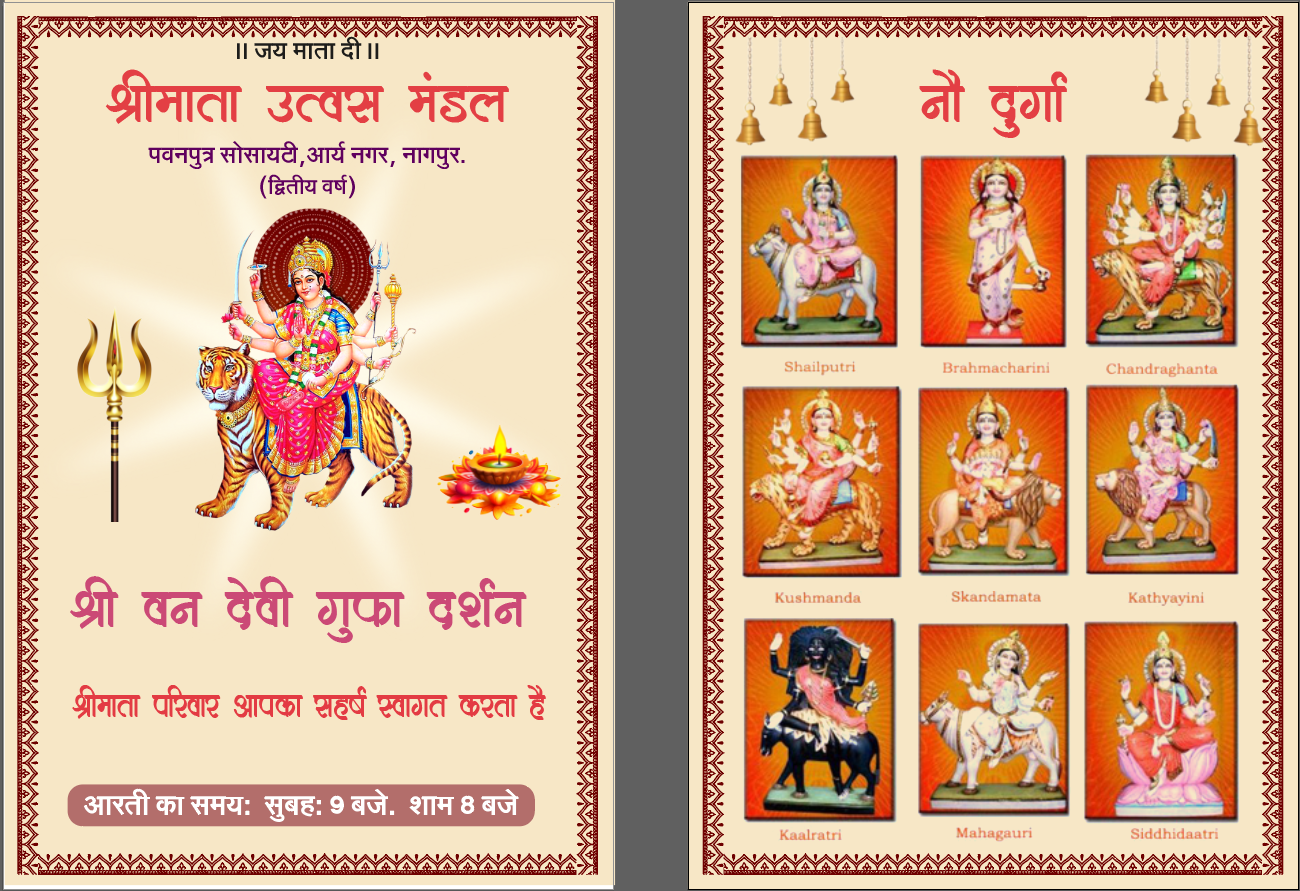 ॥ जय माता दी ॥
श्रीमाता उत्वस मंडल
पवनपुत्र सोसायटी,आर्य नगर, नागपुर.
(द्वितीय वर्ष)
श्री वन देवी गुफा दर्शन
श्रीमाता परिवार आपका सहर्ष स्वागत करता है
आरती का समय: सुबह: 9 बजे. शाम 8 बजे
नौ दुर्गा
Shailputri
Brahmacharini
Chandraghanta
Kushmanda
Skandamata
Kathyayini
Kaalratri
Mahagauri
Siddhidaatri